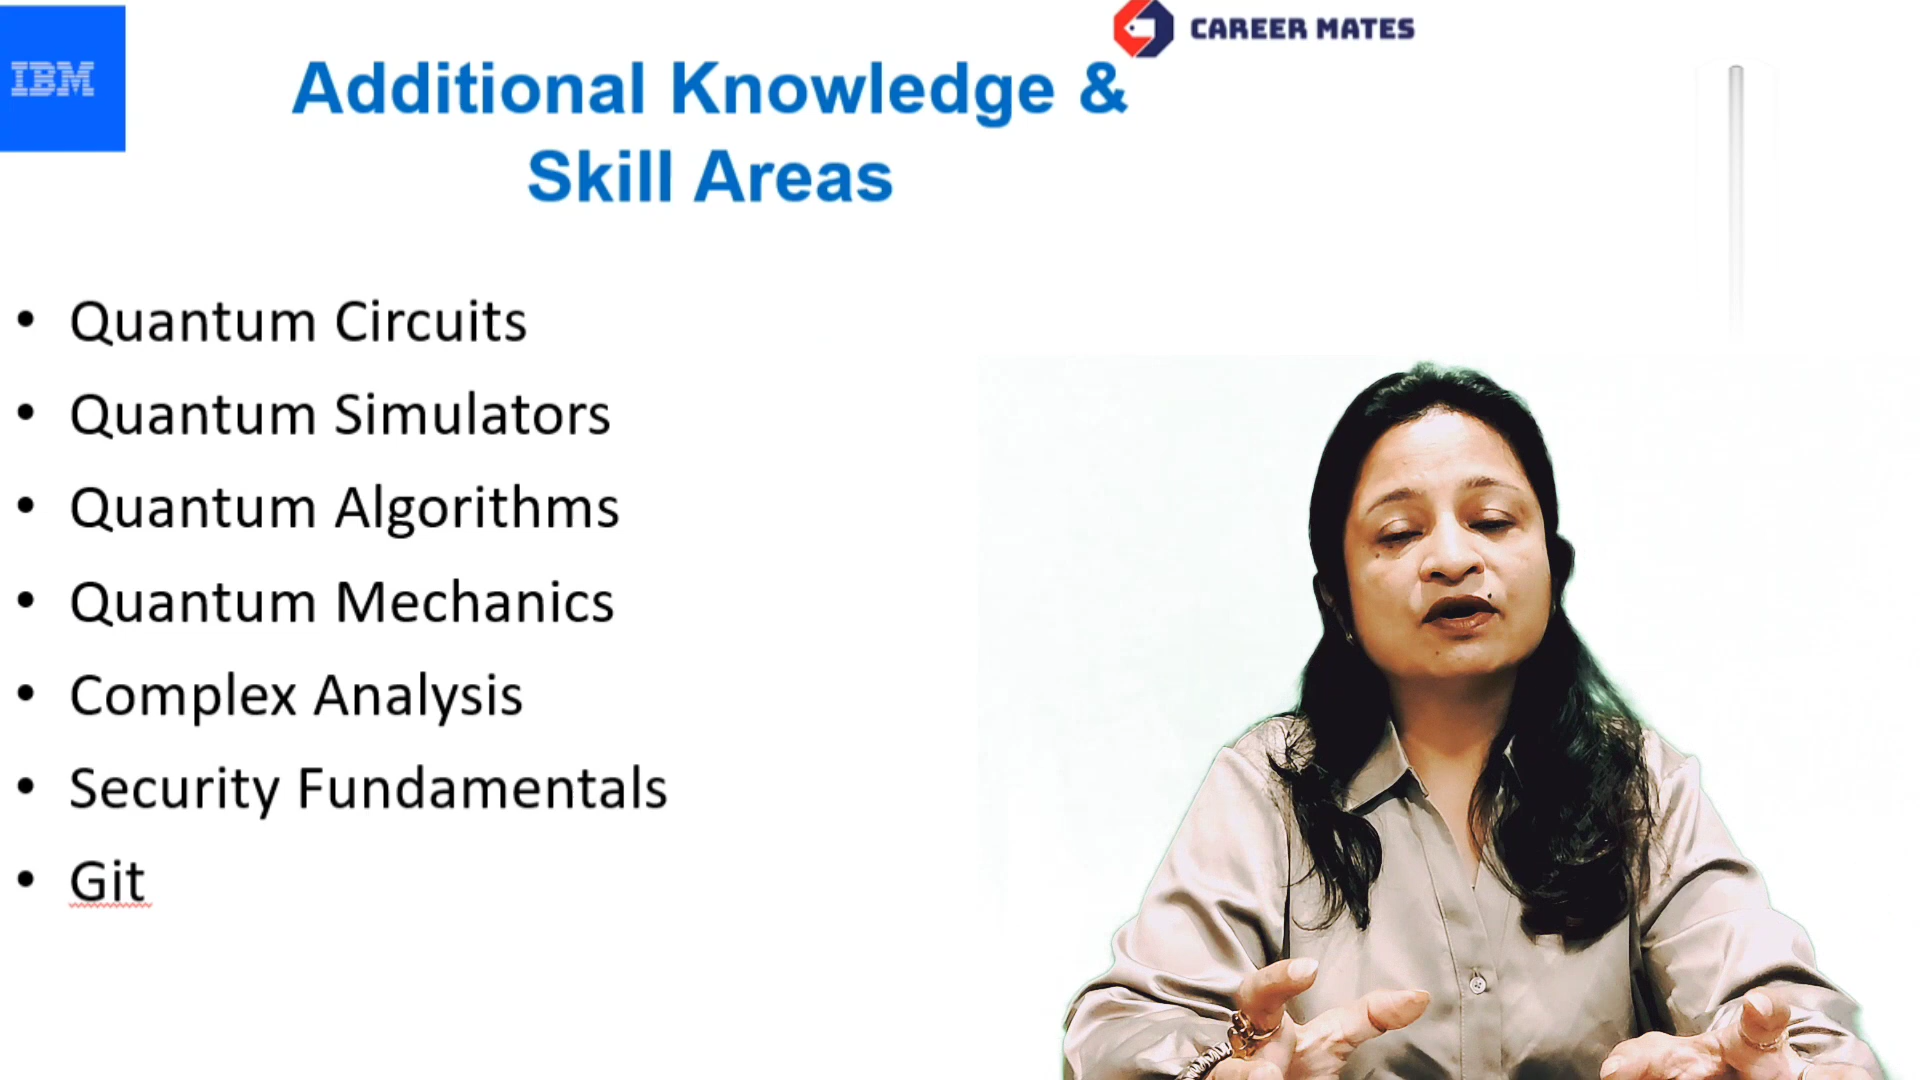 IBM
CAREER MATES
Additional Knowledge &
Skill Areas
• Quantum Circuits
• Quantum Simulators
• Quantum Algorithms
• Quantum Mechanics
• Complex Analysis
• Security Fundamentals
• Git